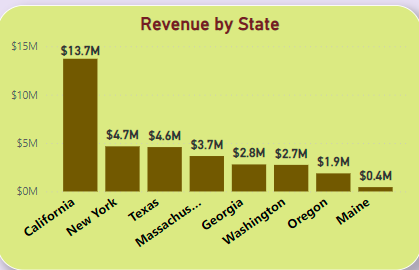 Revenue by State
$15M
$10M
$5M
$0M
$13.7M
$4.7M
$4.6M
$3.7M
$2.8M
$2.7M
$1.9M
$0.4M
California
New York
Texas
Massachus...
Georgia
Washington
Oregon
Maine